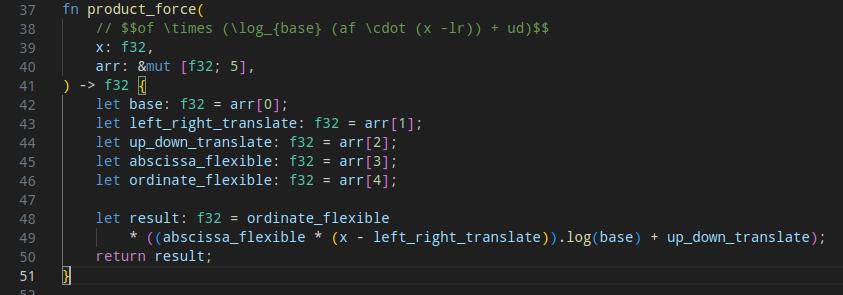 37 fn product_force(
38     // $$of \times (\log_{base} (af \cdot (x -lr)) + ud)$$
39     x: f32,
40     arr: &mut [f32; 5],
41 ) -> f32 {
42     let base: f32 = arr[0];
43     let left_right_translate: f32 = arr[1];
44     let up_down_translate: f32 = arr[2];
45     let abscissa_flexible: f32 = arr[3];
46     let ordinate_flexible: f32 = arr[4];
47
48     let result: f32 = ordinate_flexible
49         * ((abscissa_flexible * (x - left_right_translate)).log(base) + up_down_translate);
50     return result;
51 }
52